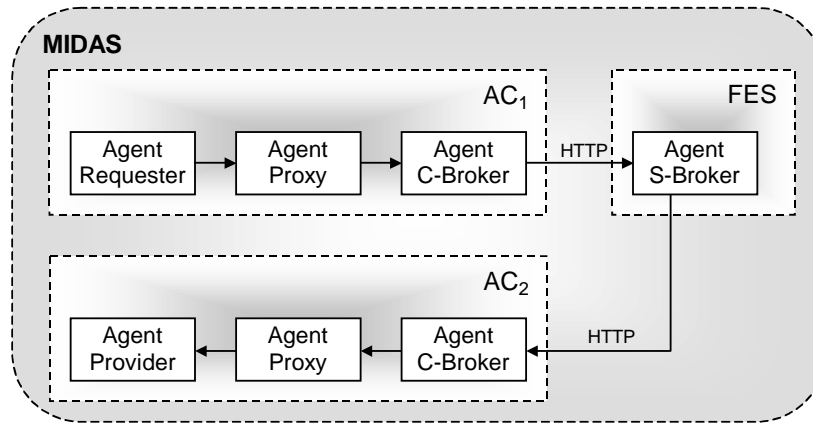 MIDAS
AC1
FES
Agent
Requester
Agent
Proxy
Agent
C-Broker
HTTP
Agent
S-Broker
AC2
Agent
Provider
Agent
Proxy
Agent
C-Broker
HTTP